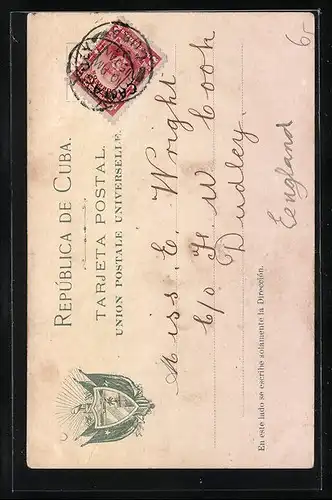 REPÚBLICA DE CUBA.
TARJETA POSTAL.
UNION POSTALE UNIVERSELLE.
Miss. E. Wright
C/o H W Cook
Dudley.
England
En este lado se escribe solamente la Dirección.
6,-